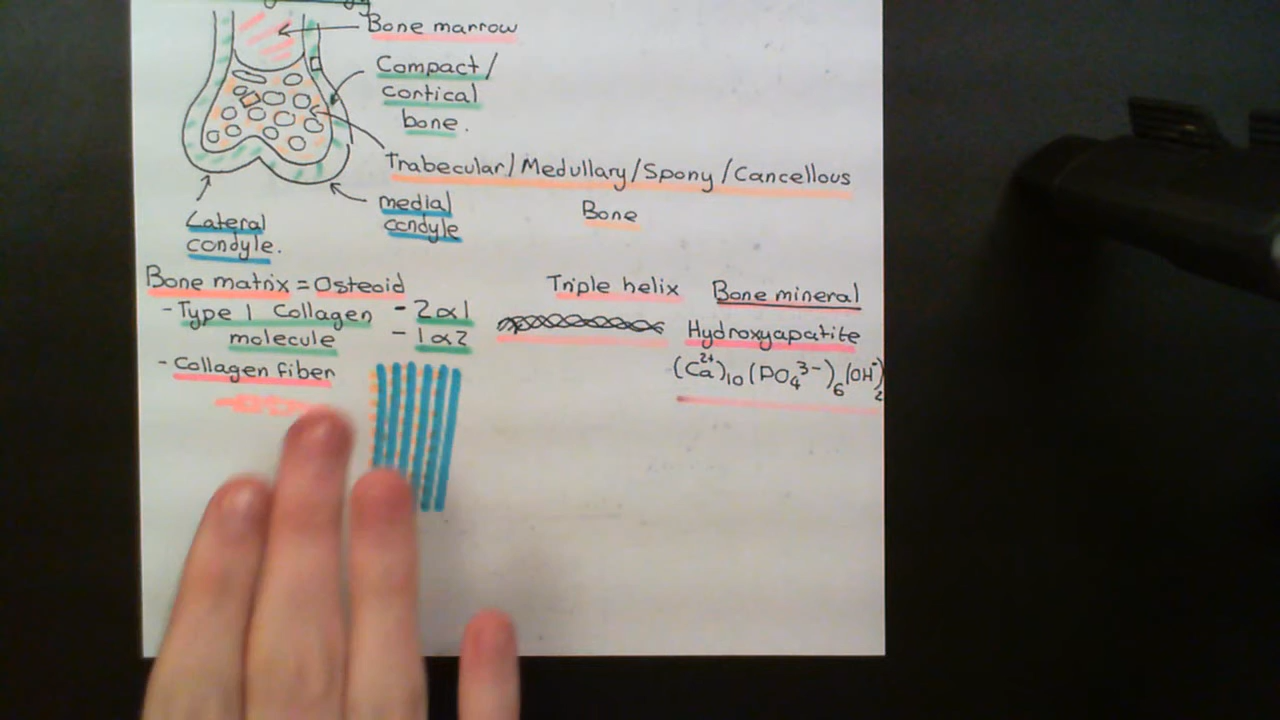 Bone marrow
Compact/
Cortical
bone.
Trabecular/Medullary/Spony/Cancellous
Bone
medial
condyle
Lateral
condyle.
Bone matrix = Osteoid
- Type 1 Collagen
molecule
- 2α1
- 1α2
- Collagen fiber
Triple helix
Bone mineral
Hydroxyapatite
(Ca²⁺)₁₀(PO₄³⁻)₆(OH⁻)₂